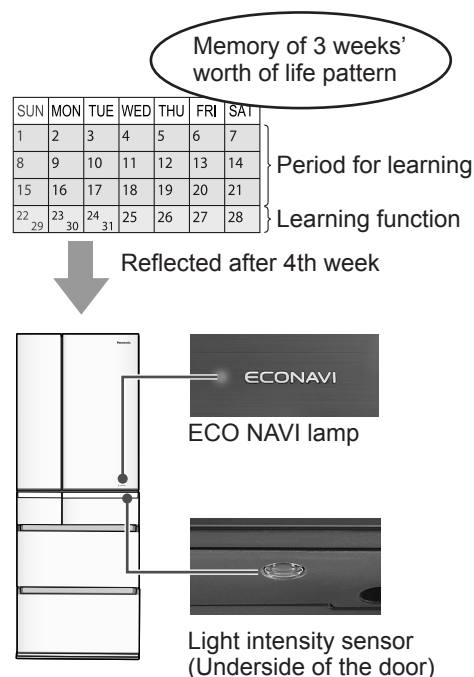 Memory of 3 weeks'
worth of life pattern
SUN MON TUE WED THU FRI SAT
1 2 3 4 5 6 7
8 9 10 11 12 13 14
15 16 17 18 19 20 21
22 29 23 30 24 31 25 26 27 28
Period for learning
Learning function
Reflected after 4th week
Panasonic
ECONAVI
ECO NAVI lamp
Light intensity sensor
(Underside of the door)